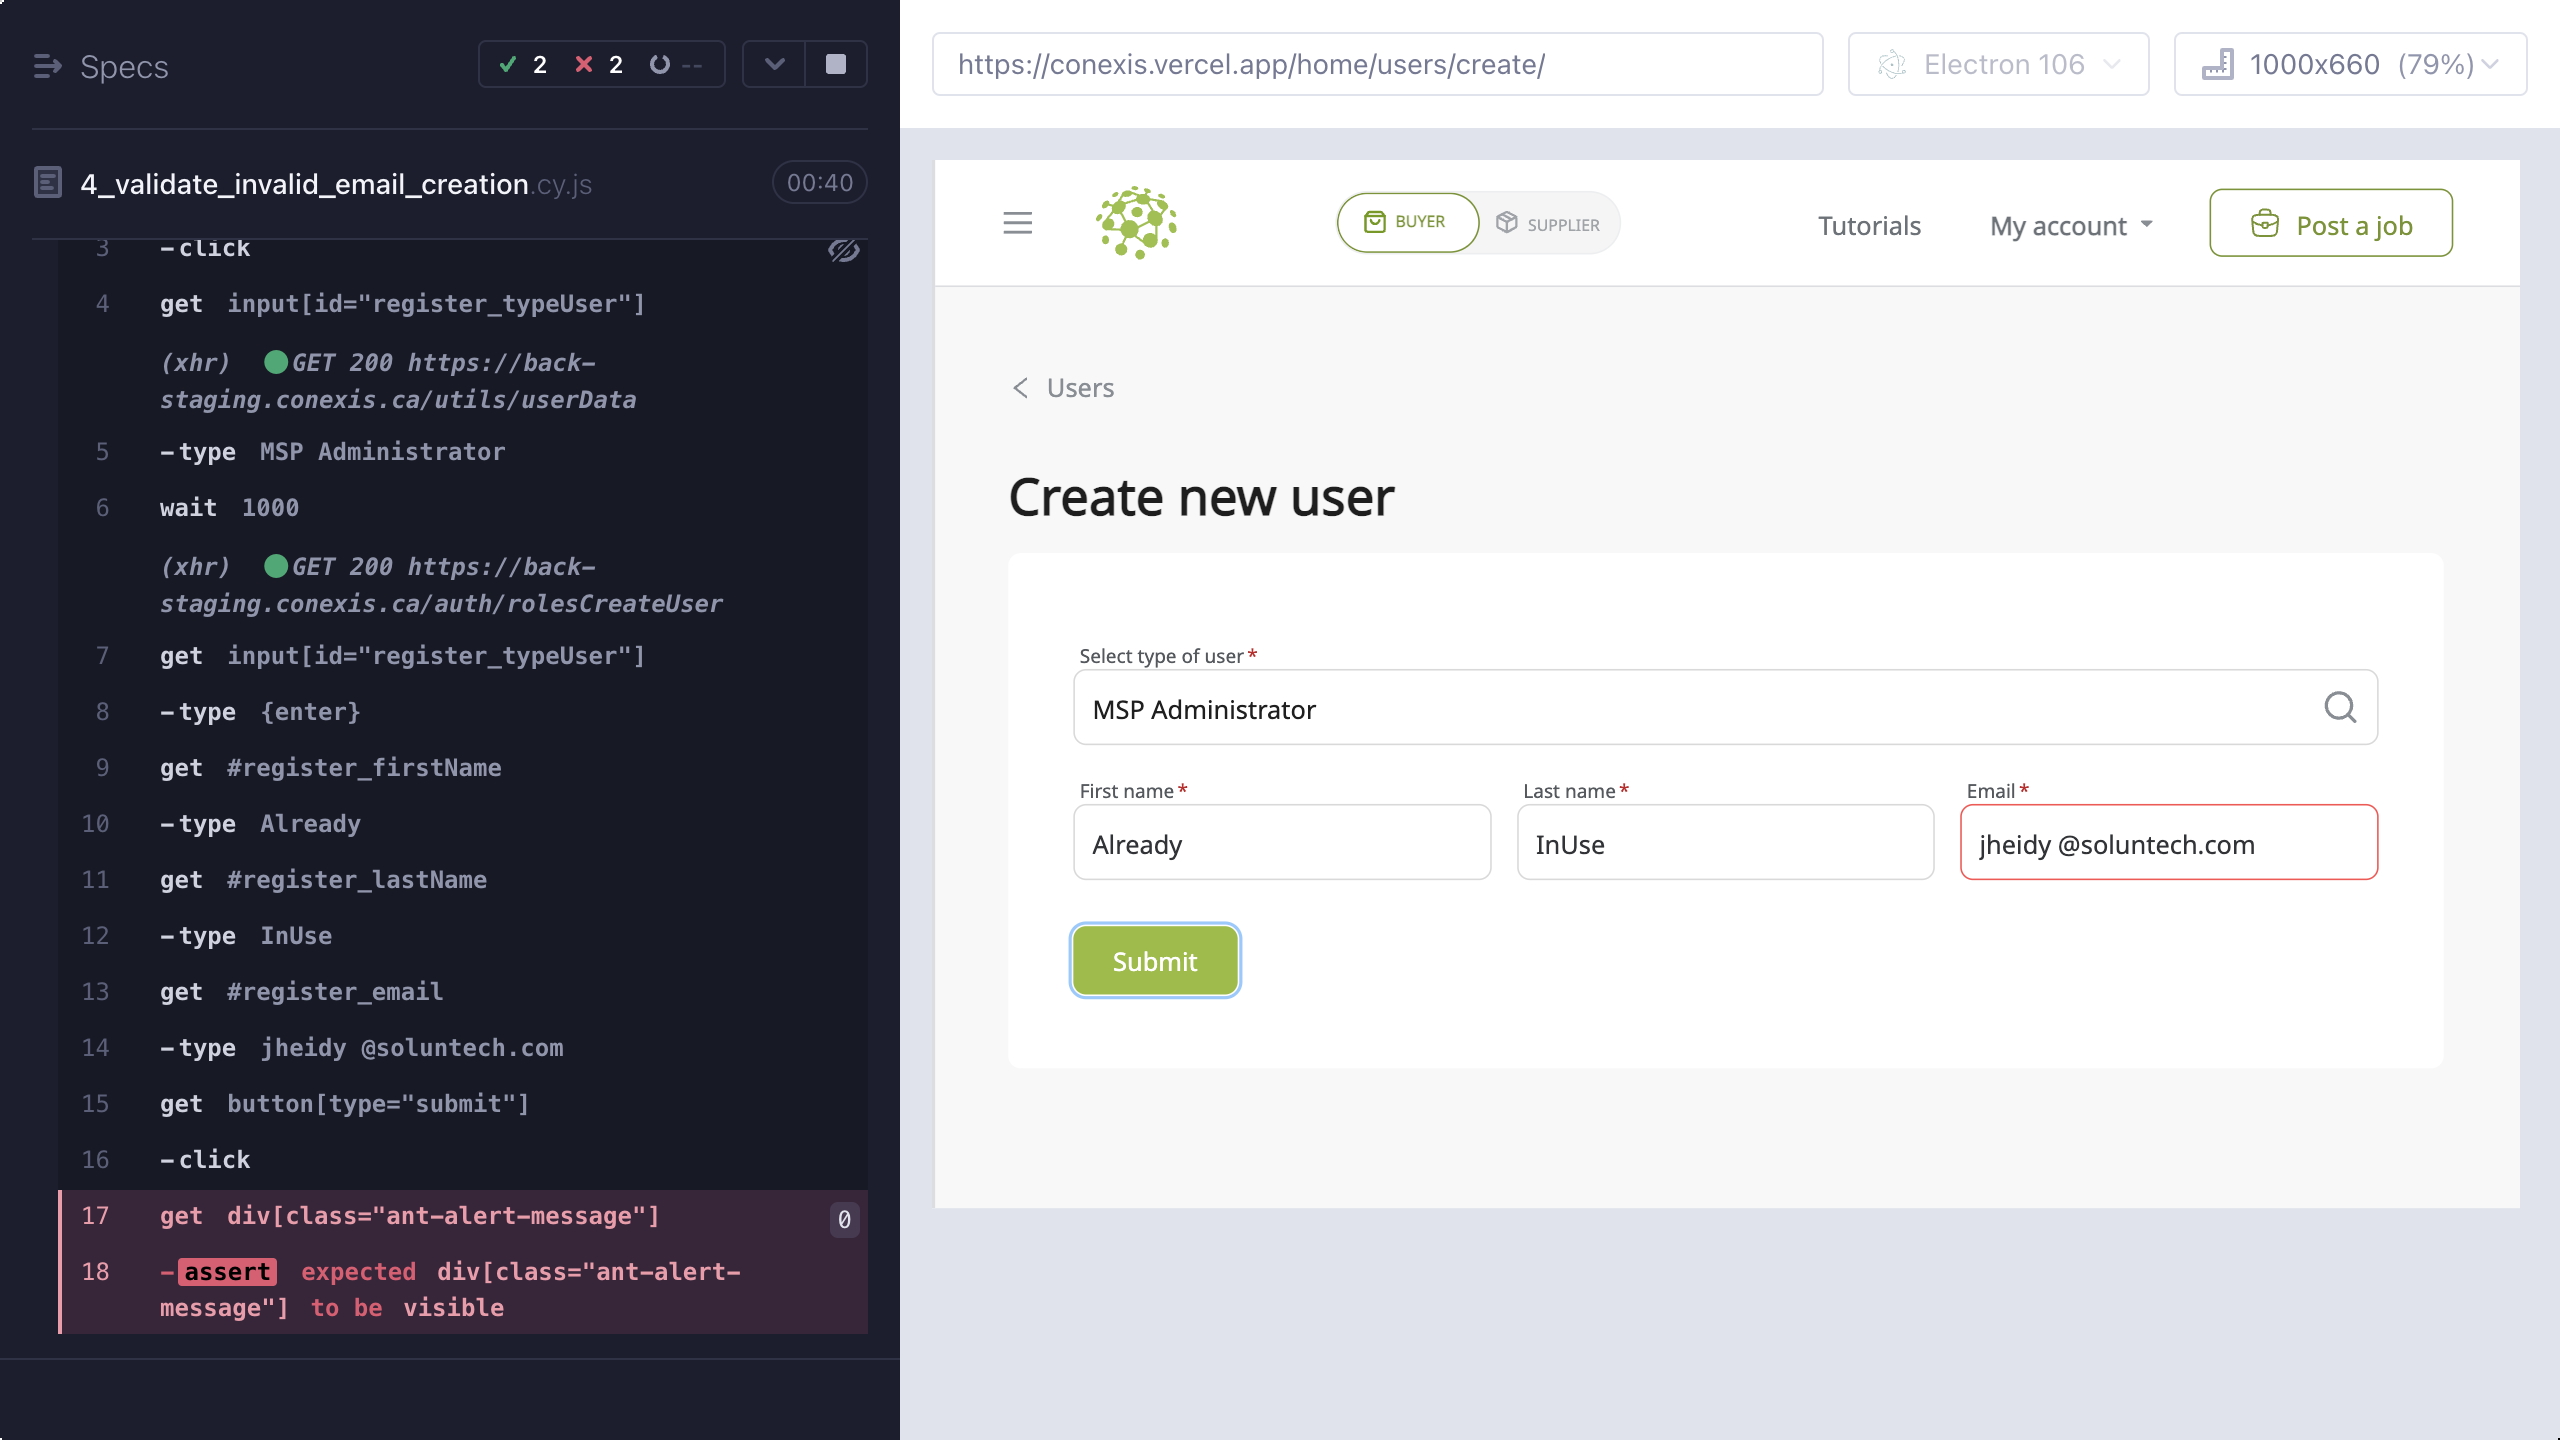 Specs
2
2
--
4_validate_invalid_email_creation.cy.js
00:40
3 -click
4 get input[id="register_typeUser"]
(xhr) GET 200 https://back-
staging.conexis.ca/utils/userData
5 -type MSP Administrator
6 wait 1000
(xhr) GET 200 https://back-
staging.conexis.ca/auth/rolesCreateUser
7 get input[id="register_typeUser"]
8 -type {enter}
9 get #register_firstName
10 -type Already
11 get #register_lastName
12 -type InUse
13 get #register_email
14 -type jheidy @soluntech.com
15 get button[type="submit"]
16 -click
17 get div[class="ant-alert-message"] 0
18 -assert expected div[class="ant-alert-
message"] to be visible
https://conexis.vercel.app/home/users/create/
Electron 106
1000x660 (79%)
BUYER
SUPPLIER
Tutorials
My account
Post a job
Users
Create new user
Select type of user*
MSP Administrator
First name*
Last name*
Email*
Already
InUse
jheidy @soluntech.com
Submit